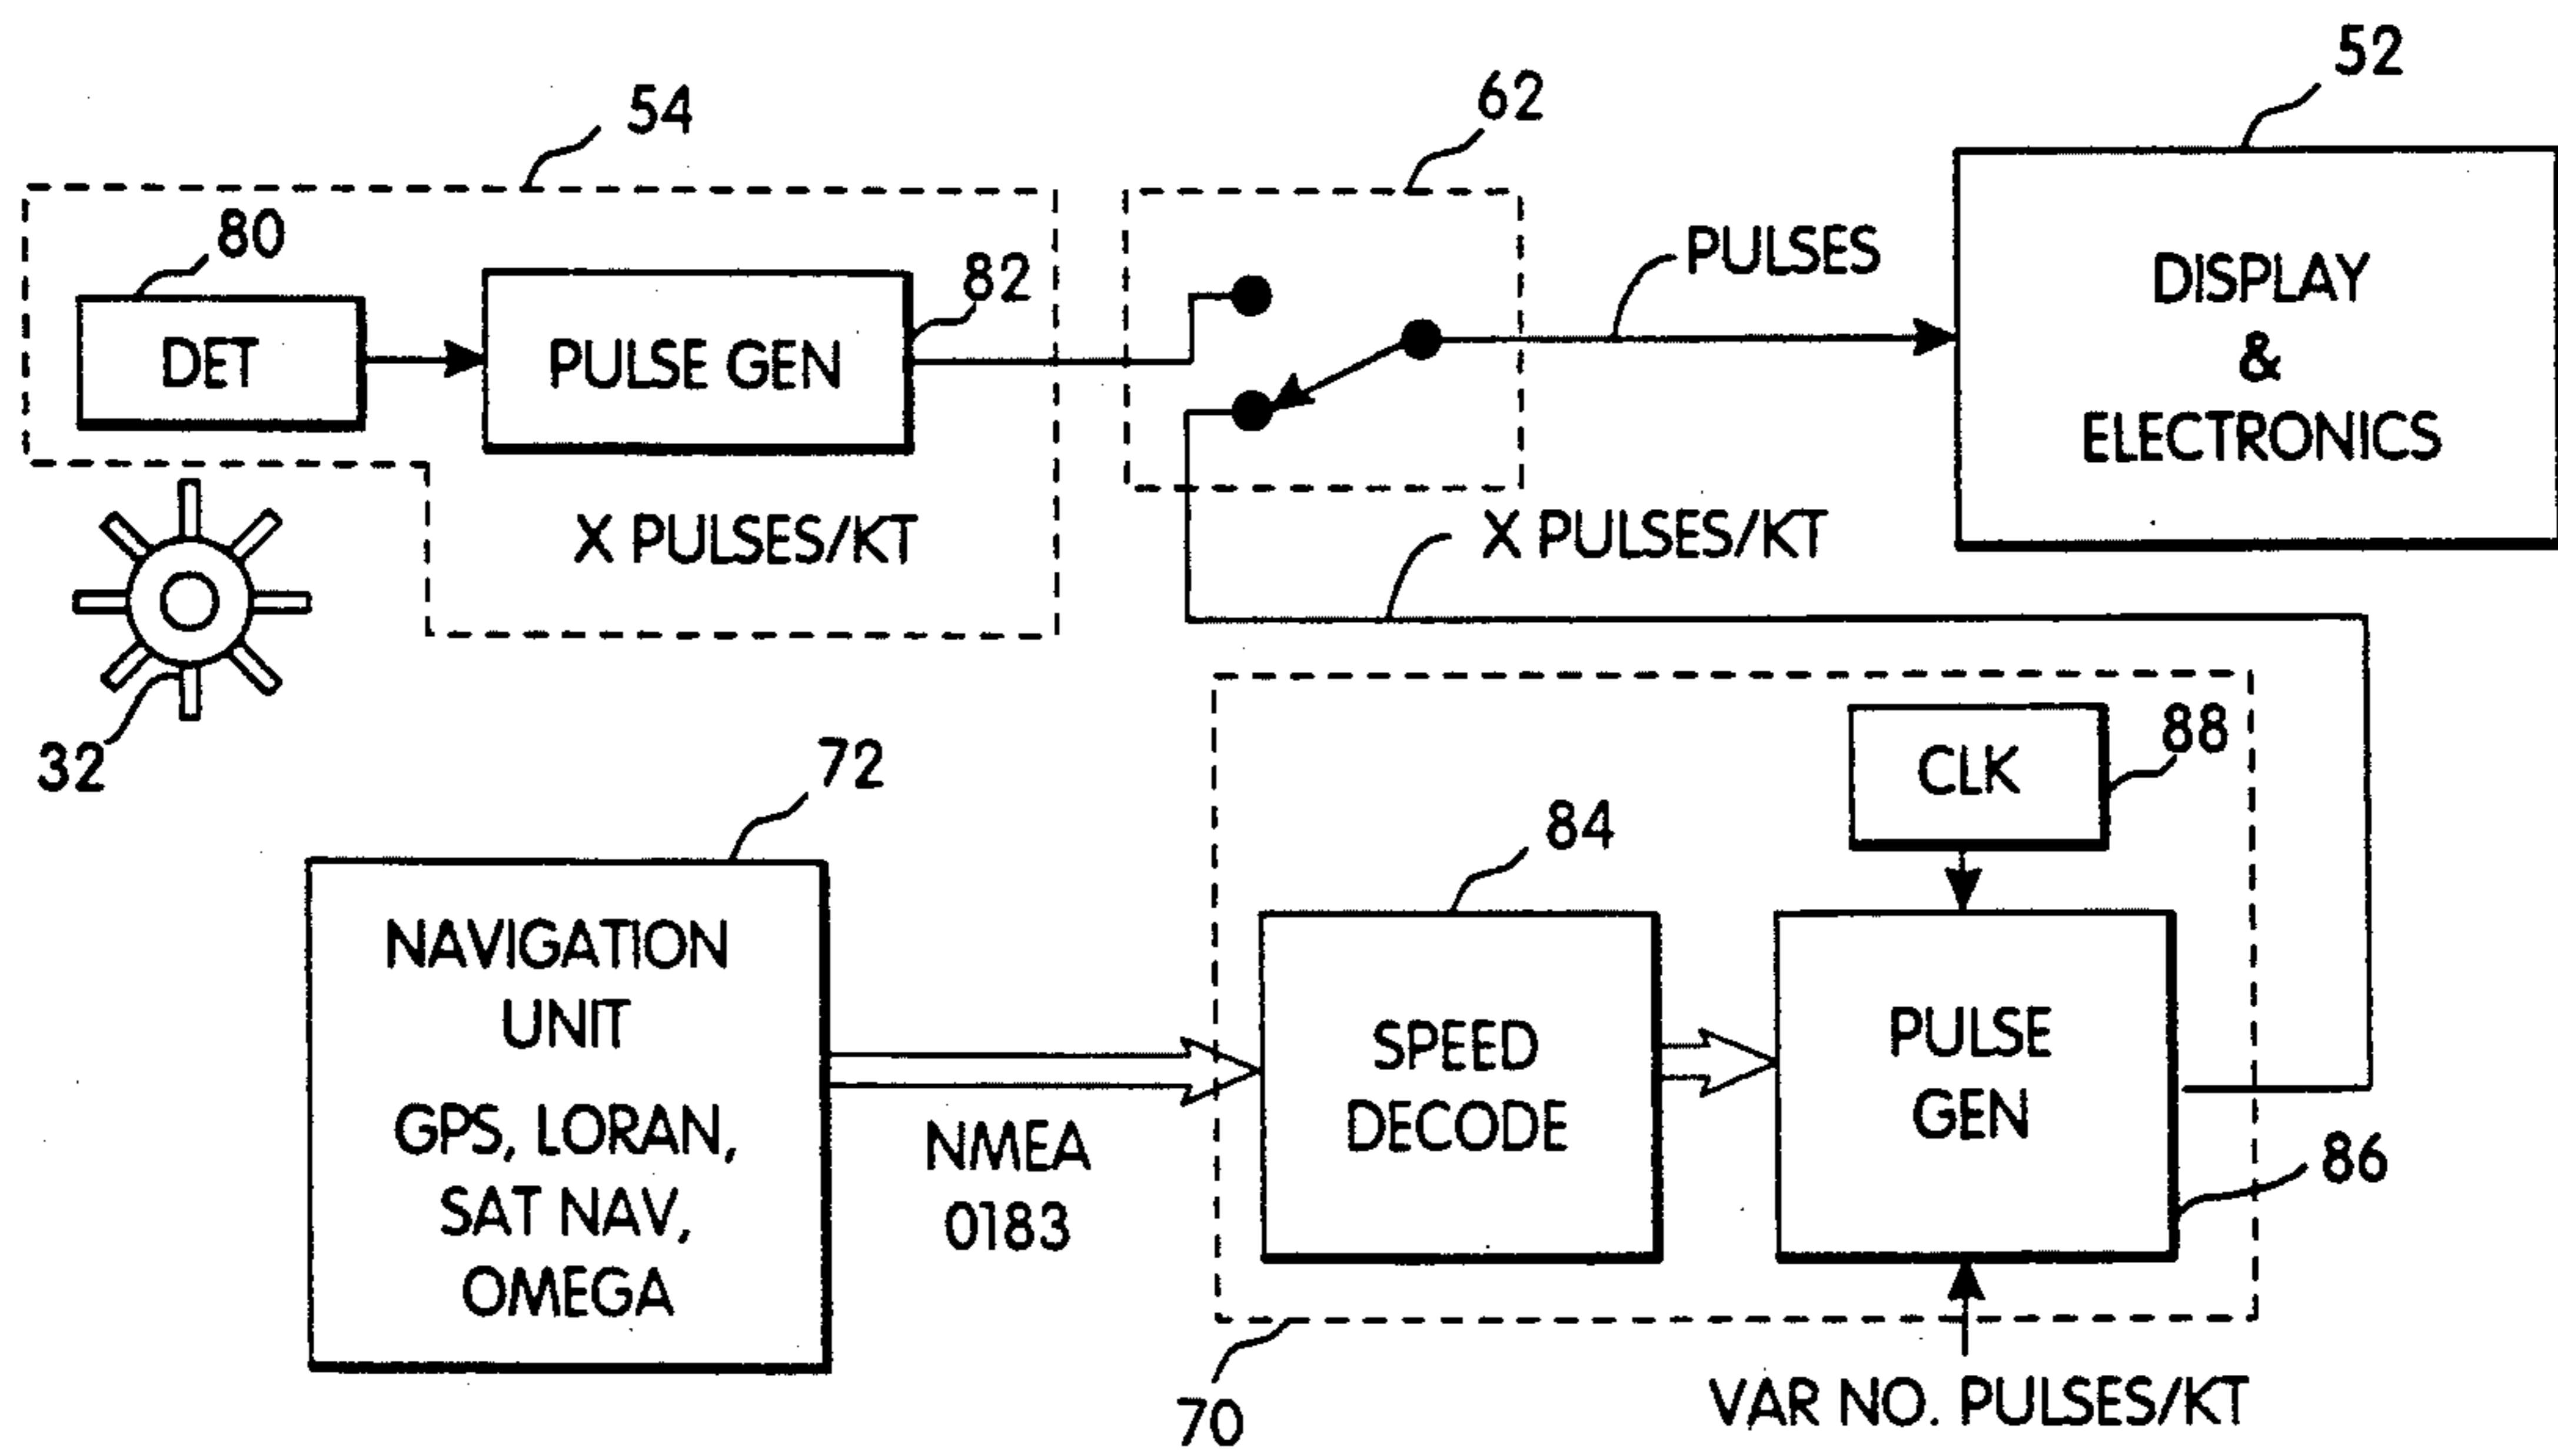 54
62
52
80
82
DET
PULSE GEN
X PULSES/KT
32
PULSES
DISPLAY
&
ELECTRONICS
X PULSES/KT
72
NAVIGATION
UNIT
GPS, LORAN,
SAT NAV,
OMEGA
NMEA
0183
84
SPEED
DECODE
CLK
88
PULSE
GEN
86
70
VAR NO. PULSES/KT